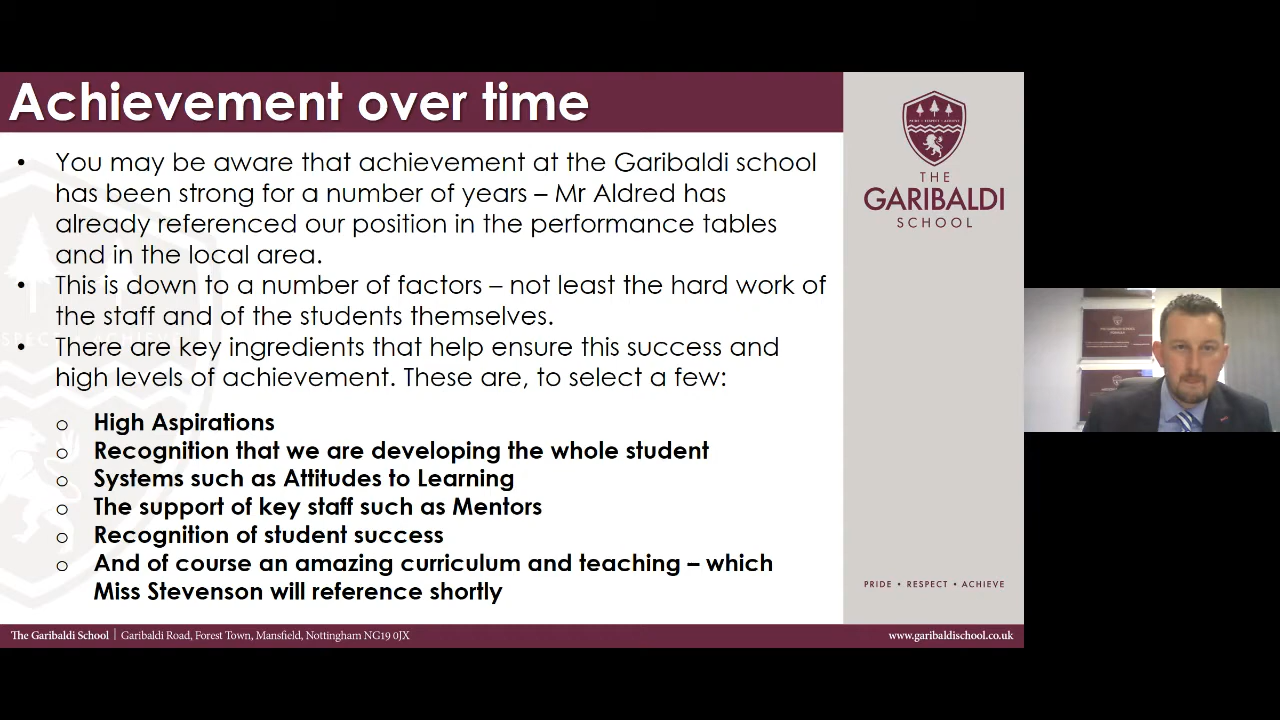 Achievement over time
• You may be aware that achievement at the Garibaldi school
has been strong for a number of years – Mr Aldred has
already referenced our position in the performance tables
and in the local area.
• This is down to a number of factors – not least the hard work of
the staff and of the students themselves.
• There are key ingredients that help ensure this success and
high levels of achievement. These are, to select a few:
o High Aspirations
o Recognition that we are developing the whole student
o Systems such as Attitudes to Learning
o The support of key staff such as Mentors
o Recognition of student success
o And of course an amazing curriculum and teaching – which
Miss Stevenson will reference shortly
PRIDE • RESPECT • ACHIEVE
THE
GARIBALDI
SCHOOL
PRIDE • RESPECT • ACHIEVE
The Garibaldi School | Garibaldi Road, Forest Town, Mansfield, Nottingham NG19 0JX
www.garibaldischool.co.uk